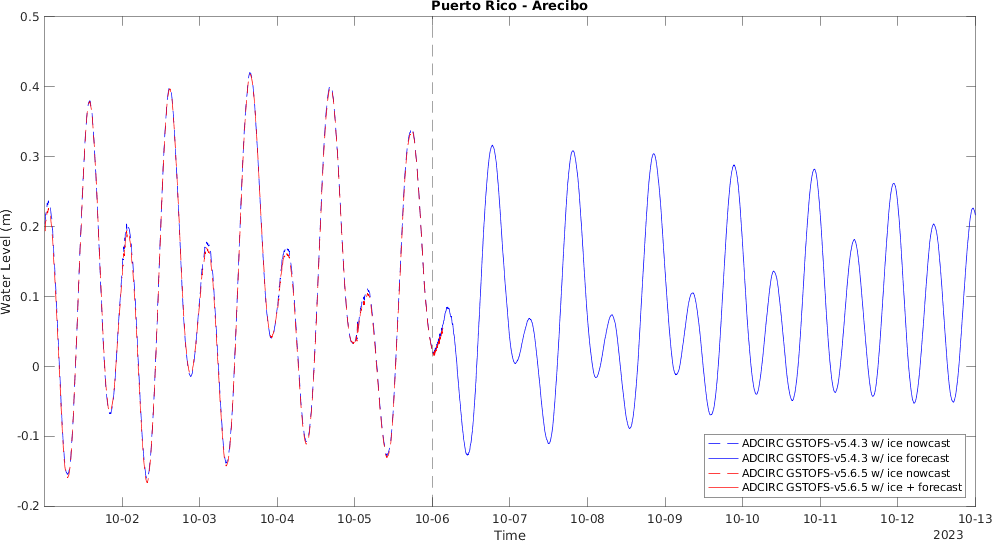 Puerto Rico - Arecibo
0.5
0.4
0.3
0.2
0.1
0
-0.1
-0.2
Water Level (m)
ADCIRC GSTOFS-v5.4.3 w/ ice nowcast
ADCIRC GSTOFS-v5.4.3 w/ ice forecast
ADCIRC GSTOFS-v5.6.5 w/ ice nowcast
ADCIRC GSTOFS-v5.6.5 w/ ice + forecast
10-02 10-03 10-04 10-05 10-06 10-07 10-08 10-09 10-10 10-11 10-12 10-13
Time
2023